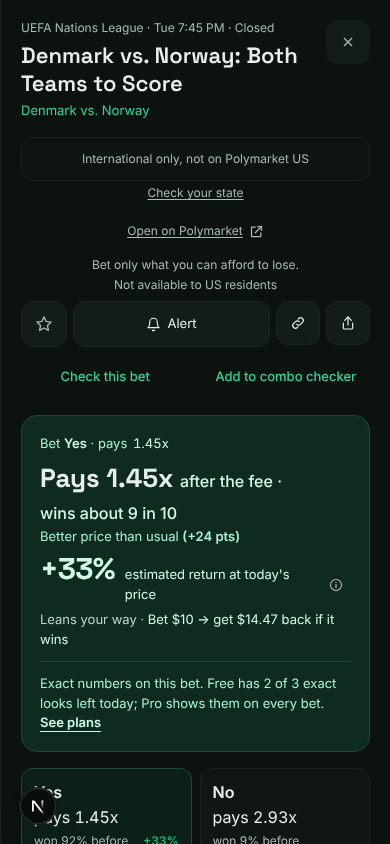 UEFA Nations League · Tue 7:45 PM · Closed
Denmark vs. Norway: Both
Teams to Score
Denmark vs. Norway
International only, not on Polymarket US
Check your state
Open on Polymarket
Bet only what you can afford to lose.
Not available to US residents
Alert
Check this bet
Add to combo checker
Bet Yes · pays 1.45x
Pays 1.45x after the fee ·
wins about 9 in 10
Better price than usual (+24 pts)
+33% estimated return at today's
price
Leans your way · Bet $10 → get $14.47 back if it
wins
Exact numbers on this bet. Free has 2 of 3 exact
looks left today; Pro shows them on every bet.
See plans
Yes
pays 1.45x
won 92% before +33%
No
pays 2.93x
won 9% before
N